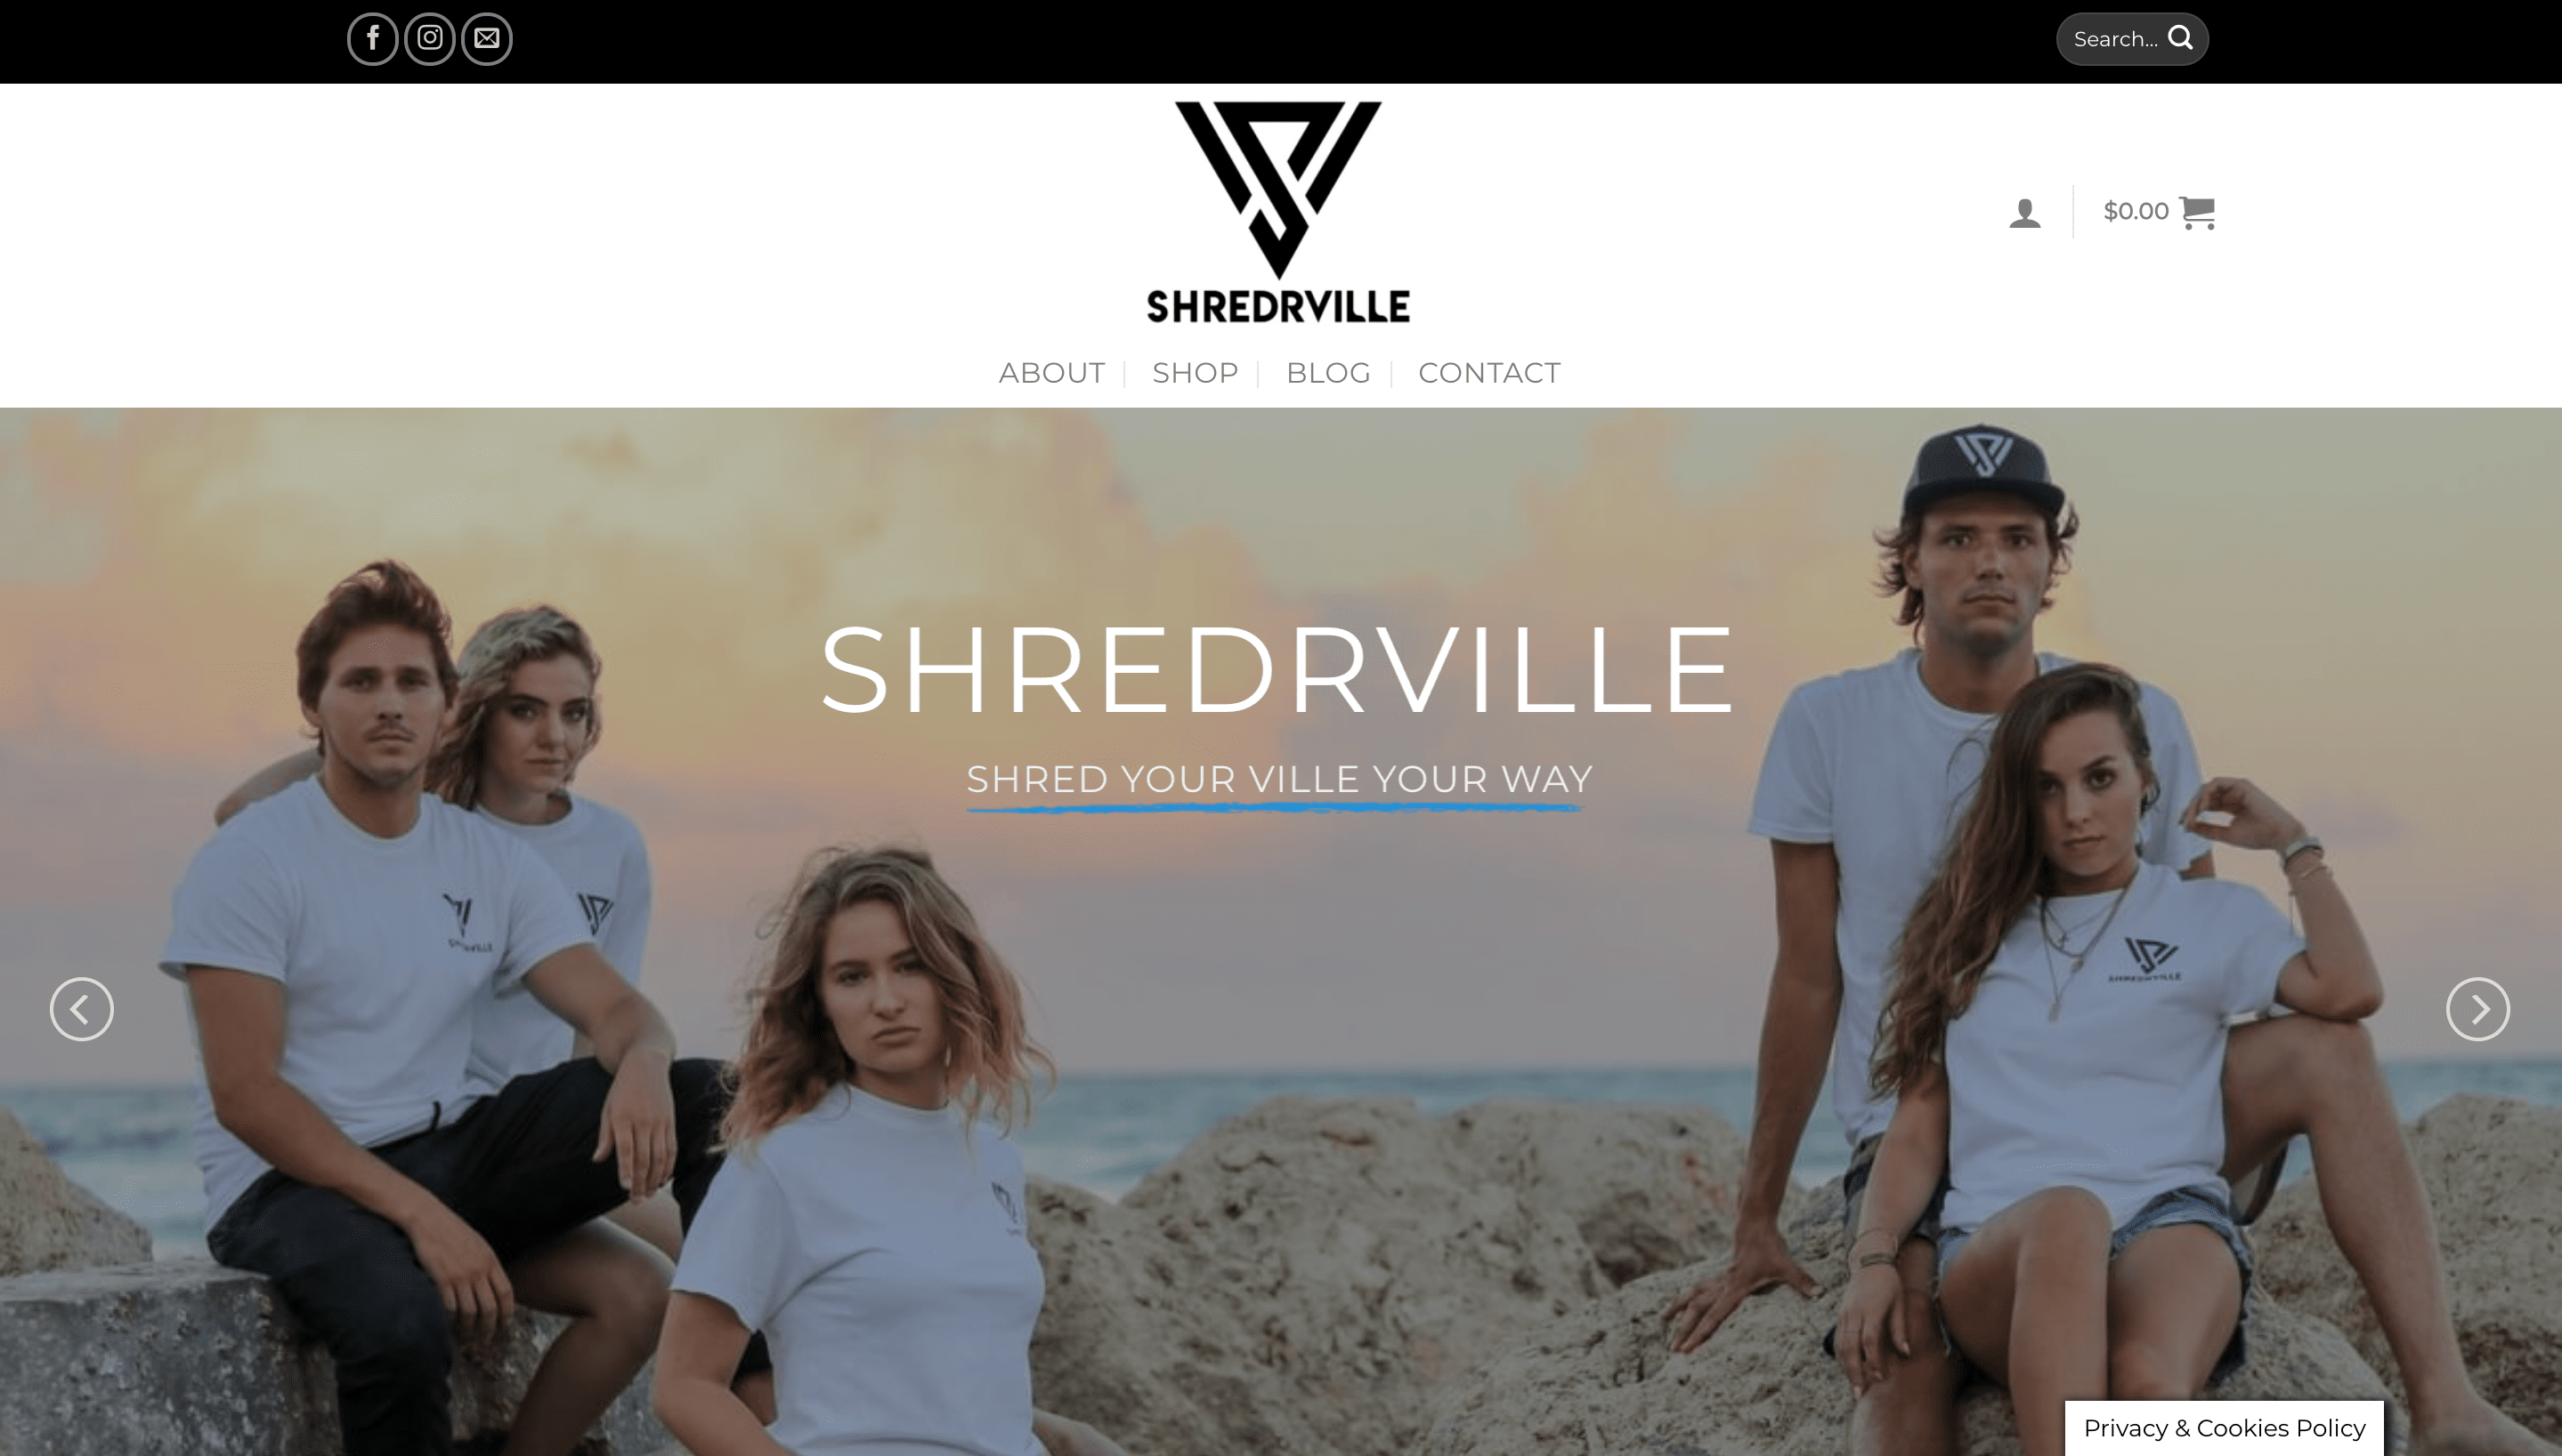 Search...
SHREDRVILLE
$0.00
ABOUT
SHOP
BLOG
CONTACT
SHREDRVILLE
SHRED YOUR VILLE YOUR WAY
SHREDRVILLE
Privacy & Cookies Policy